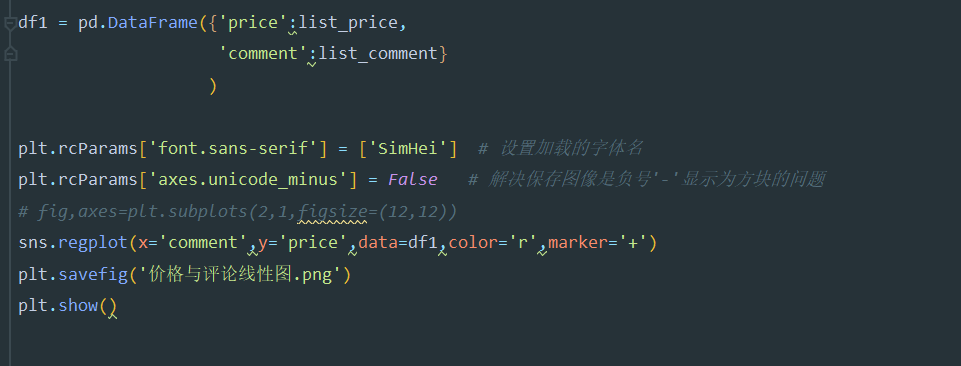 df1 = pd.DataFrame({'price':list_price,
'comment':list_comment}
)
plt.rcParams['font.sans-serif'] = ['SimHei']  # 设置加载的字体名
plt.rcParams['axes.unicode_minus'] = False   # 解决保存图像是负号'-'显示为方块的问题
# fig,axes=plt.subplots(2,1,figsize=(12,12))
sns.regplot(x='comment',y='price',data=df1,color='r',marker='+')
plt.savefig('价格与评论线性图.png')
plt.show()